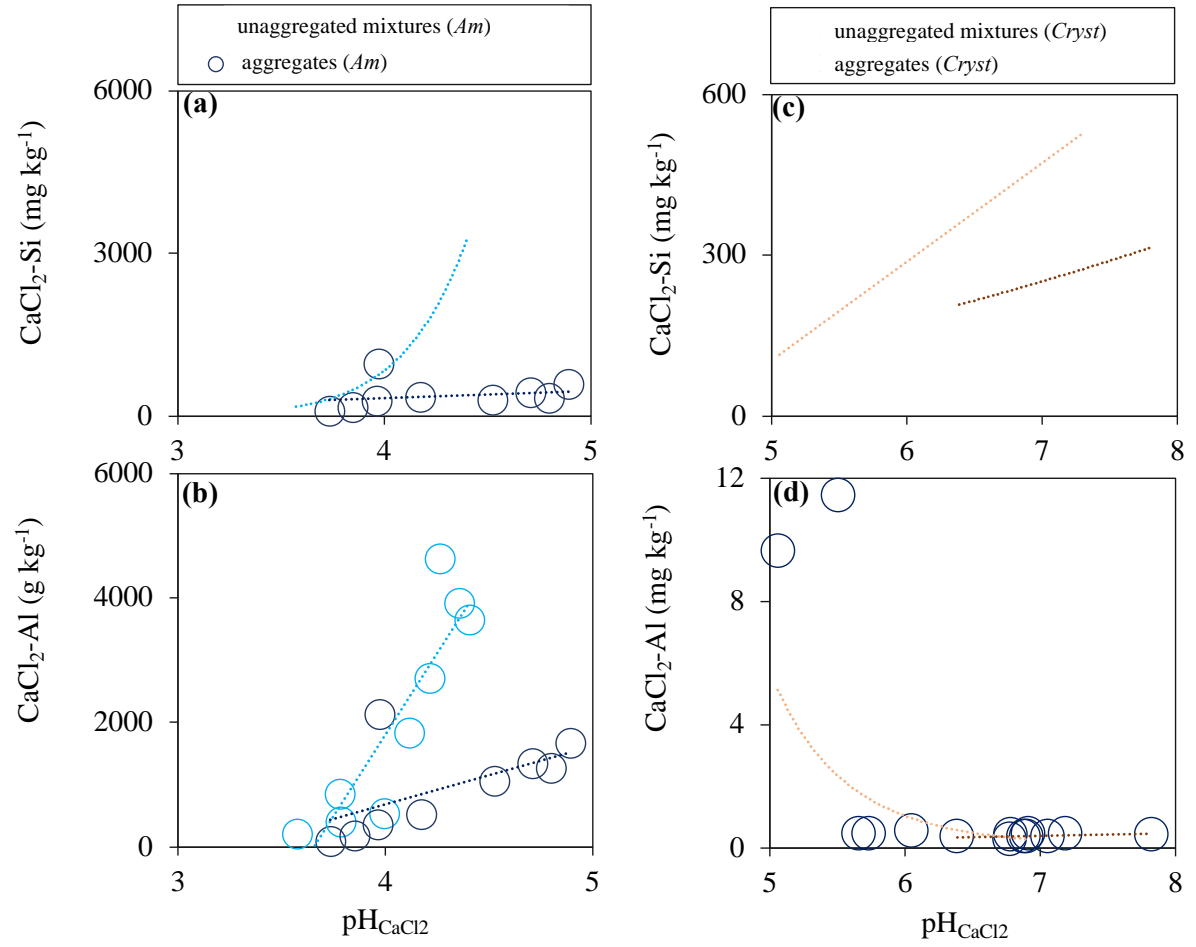 unaggregated mixtures (Am)
aggregates (Am)
unaggregated mixtures (Cryst)
aggregates (Cryst)
(a)
CaCl₂-Si (mg kg⁻¹)
6000
3000
0
3
4
5
(c)
CaCl₂-Si (mg kg⁻¹)
600
300
0
5
6
7
8
(b)
CaCl₂-Al (g kg⁻¹)
6000
4000
2000
0
3
4
5
pH_CaCl2
(d)
CaCl₂-Al (mg kg⁻¹)
12
8
4
0
5
6
7
8
pH_CaCl2